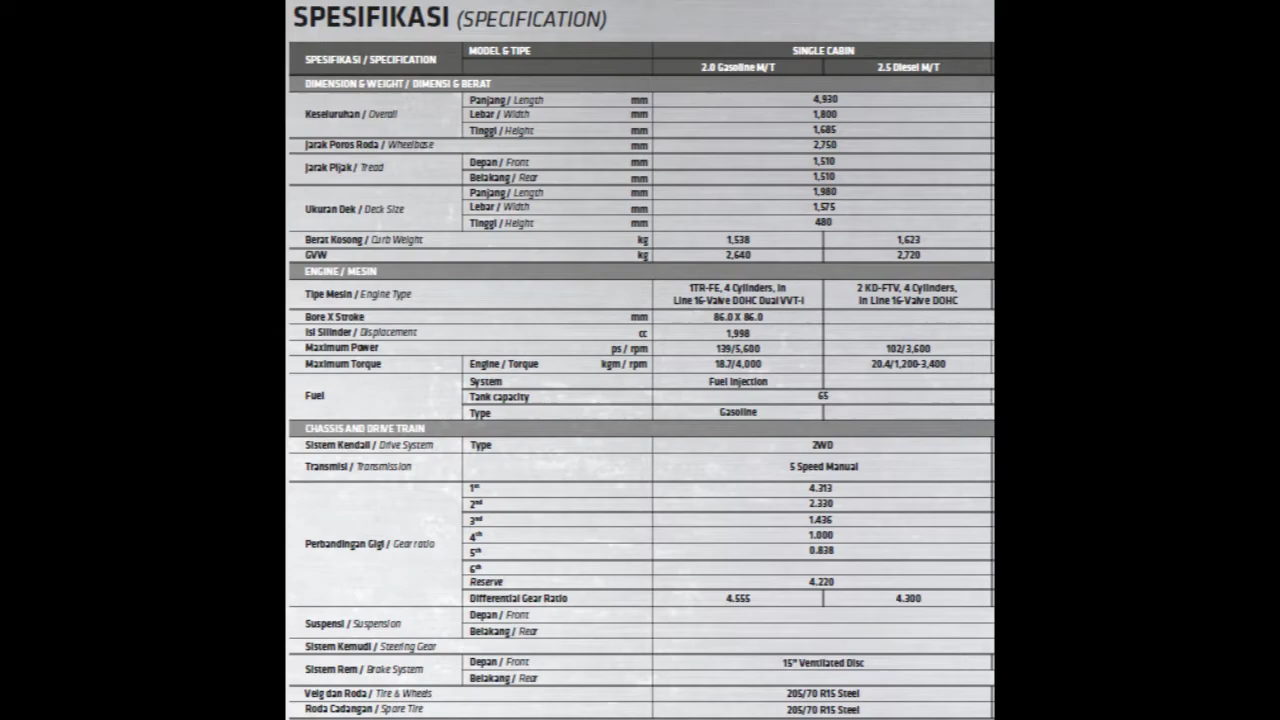 SPESIFIKASI (SPECIFICATION)
SPESIFIKASI / SPECIFICATION MODEL & TIPE SINGLE CABIN
2.0 Gasoline M/T 2.5 Diesel M/T
DIMENSION & WEIGHT / DIMENSI & BERAT
Keseluruhan / Overall Panjang / Length mm 4,930
Lebar / Width mm 1,800
Tinggi / Height mm 1,685
Jarak Poros Roda / Wheelbase mm 2,750
Jarak Pijak / Tread Depan / Front mm 1,510
Belakang / Rear mm 1,510
Ukuran Dek / Deck Size Panjang / Length mm 1,980
Lebar / Width mm 1,575
Tinggi / Height mm 480
Berat Kosong / Curb Weight kg 1,538 1,623
GVW kg 2,640 2,720
ENGINE / MESIN
Tipe Mesin / Engine Type 1TR-FE, 4 Cylinders, In 2 KD-FTV, 4 Cylinders,
Line 16-Valve DOHC Dual VVT-I In Line 16-Valve DOHC
Bore X Stroke mm 86.0 X 86.0
Isi Silinder / Displacement cc 1,998
Maximum Power ps / rpm 139/5,600 102/3,600
Maximum Torque Engine / Torque kgm / rpm 18.7/4,000 20.4/1,200-3,400
Fuel System Fuel Injection
Tank capacity 65
Type Gasoline
CHASSIS AND DRIVE TRAIN
Sistem Kendali / Drive System Type 2WD
Transmisi / Transmission 5 Speed Manual
Perbandingan Gigi / Gear ratio 1st 4.313
2nd 2.330
3rd 1.436
4th 1.000
5th 0.838
6th
Reserve 4.220
Differential Gear Ratio 4.555 4.300
Suspensi / Suspension Depan / Front
Belakang / Rear
Sistem Kemudi / Steering Gear
Sistem Rem / Brake System Depan / Front 15" Ventilated Disc
Belakang / Rear
Velg dan Roda / Tire & Wheels 205/70 R15 Steel
Roda Cadangan / Spare Tire 205/70 R15 Steel